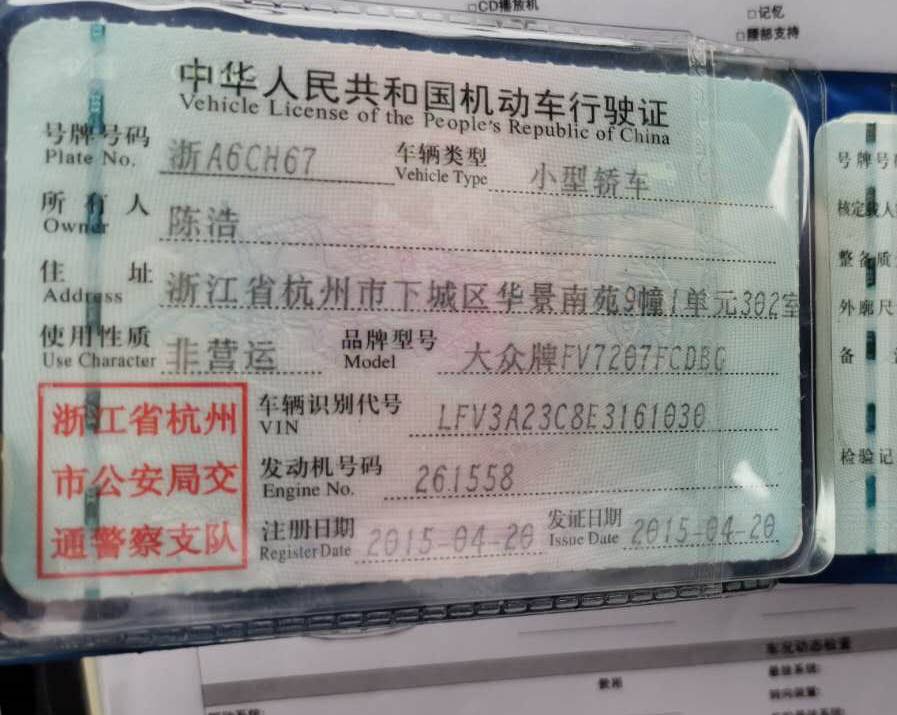 □CD播放机
□记忆
□腰部支持
中华人民共和国机动车行驶证
Vehicle License of the People's Republic of China
号牌号码 浙A6CH67 车辆类型 小型轿车
Plate No. Vehicle Type
所有人 陈浩
Owner
住址 浙江省杭州市下城区华景南苑9幢1单元302室
Address
使用性质 非营运 品牌型号 大众牌FV7207FCDBG
Use Character Model
浙江省杭州
市公安局交
通警察支队
车辆识别代号 LFV3A23C8E3161030
VIN
发动机号码 261558
Engine No.
注册日期 2015-04-20 发证日期 2015-04-20
Register Date Issue Date
号牌号
核定载人
整备质
外廓尺
备
检验记
车况动态检查